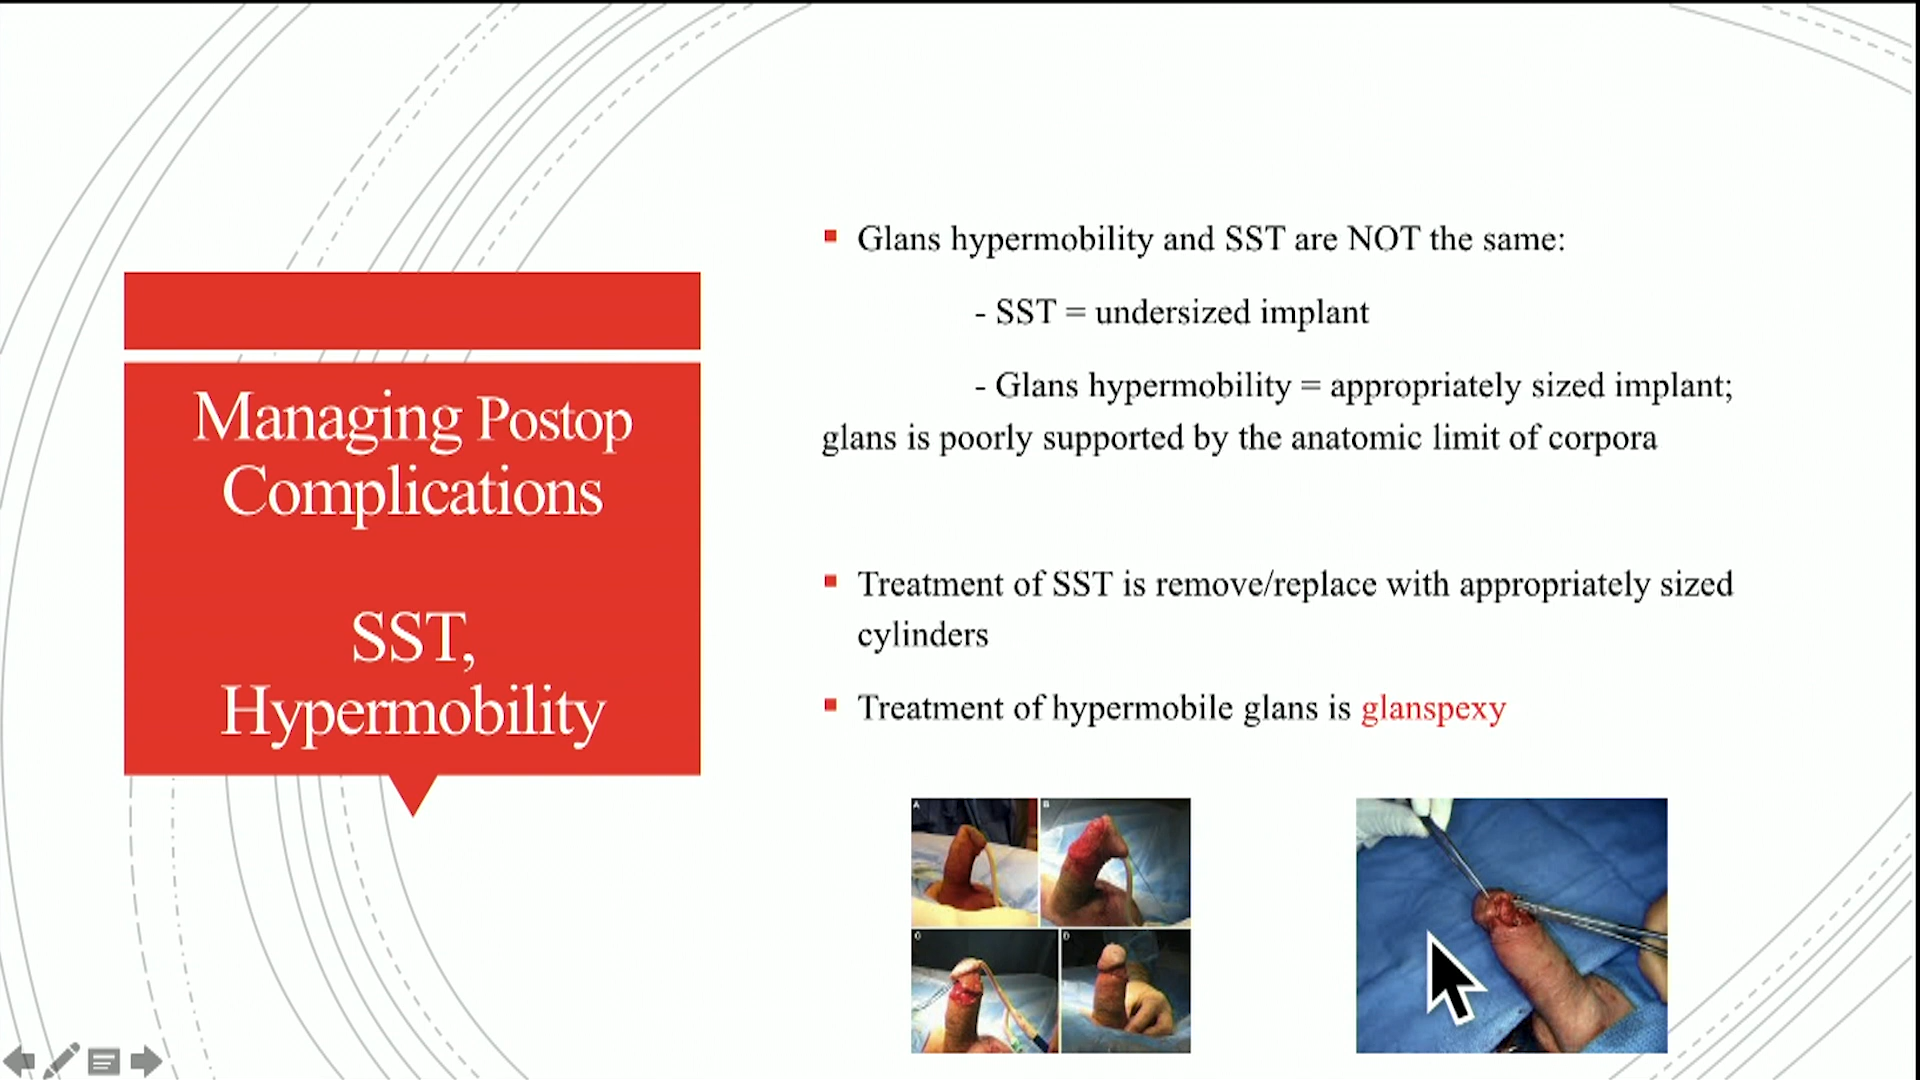 Managing Postop
Complications
SST,
Hypermobility
▪ Glans hypermobility and SST are NOT the same:
- SST = undersized implant
- Glans hypermobility = appropriately sized implant;
glans is poorly supported by the anatomic limit of corpora
▪ Treatment of SST is remove/replace with appropriately sized
cylinders
▪ Treatment of hypermobile glans is glanspexy
A
B
C
D